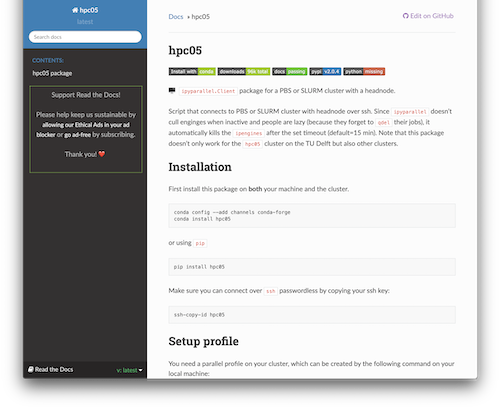 hpc05
latest
Search docs
CONTENTS:
hpc05 package
Support Read the Docs!
Please help keep us sustainable by
allowing our Ethical Ads in your ad
blocker or go ad-free by subscribing.
Thank you! ❤️
Read the Docs
v: latest
Docs » hpc05
Edit on GitHub
hpc05
Install with conda downloads 96k total docs passing pypi v2.0.4 python missing
ipyparallel.Client package for a PBS or SLURM cluster with a headnode.
Script that connects to PBS or SLURM cluster with headnode over ssh. Since ipyparallel doesn't
cull enginges when inactive and people are lazy (because they forget to qdel their jobs), it
automatically kills the ipengines after the set timeout (default=15 min). Note that this package
doesn't only work for the hpc05 cluster on the TU Delft but also other clusters.
Installation
First install this package on both your machine and the cluster.
conda config --add channels conda-forge
conda install hpc05
or using pip
pip install hpc05
Make sure you can connect over ssh passwordless by copying your ssh key:
ssh-copy-id hpc05
Setup profile
You need a parallel profile on your cluster, which can be created by the following command on your
local machine: